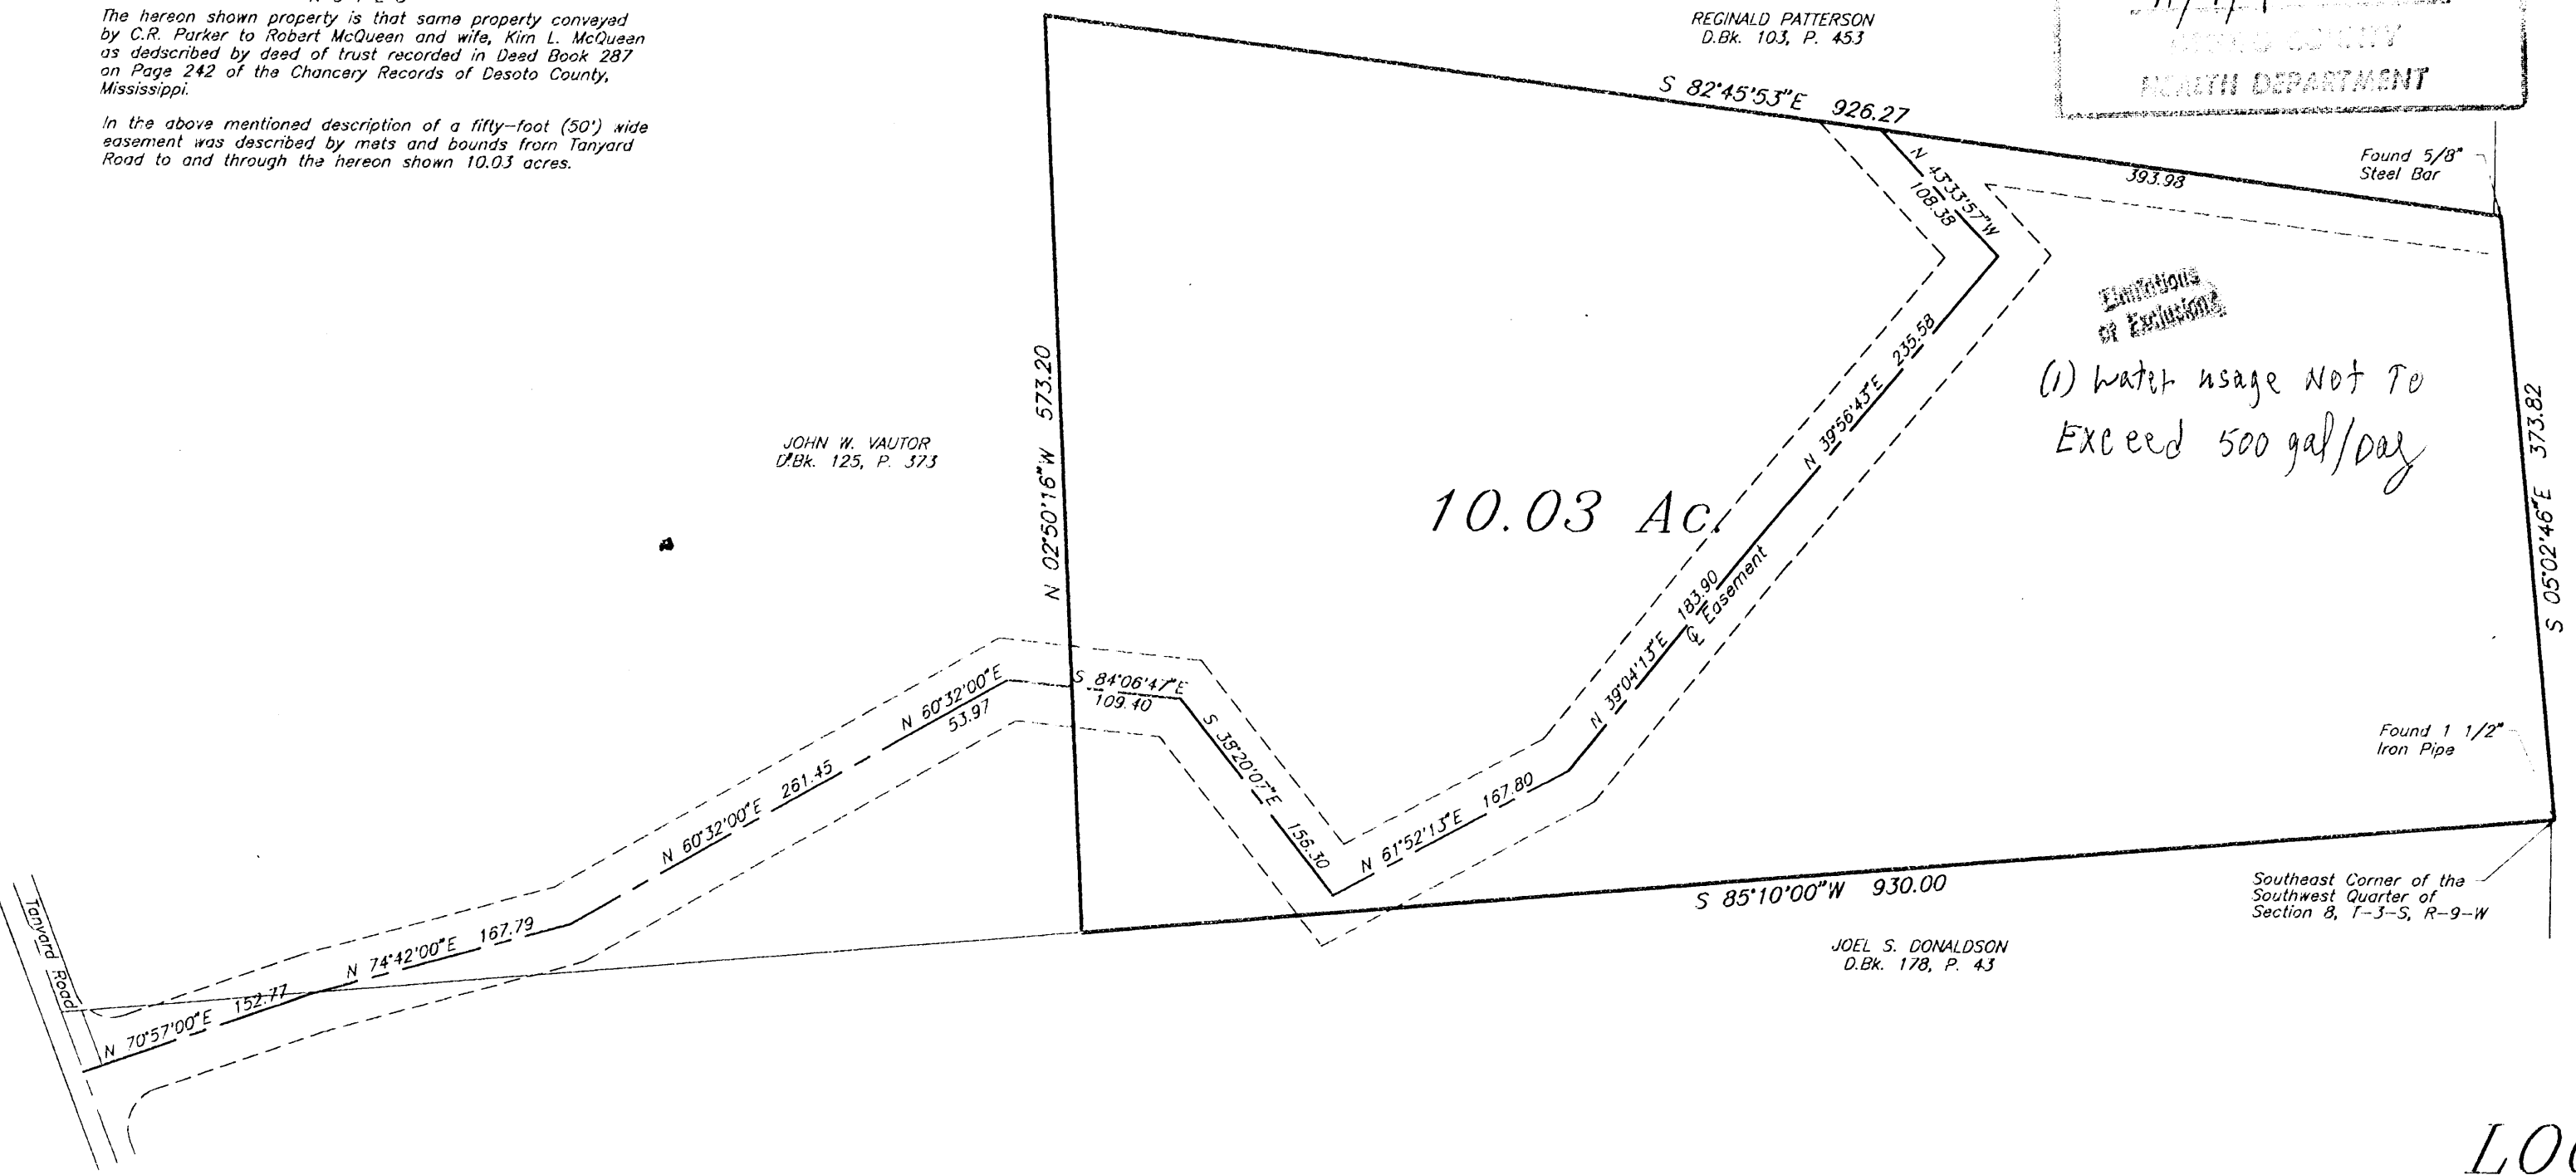 The hereon shown property is that same property conveyed
by C.R. Parker to Robert McQueen and wife, Kim L. McQueen
as dedscribed by deed of trust recorded in Deed Book 287
on Page 242 of the Chancery Records of Desoto County,
Mississippi.
In the above mentioned description of a fifty-foot (50') wide
easement was described by mets and bounds from Tanyard
Road to and through the hereon shown 10.03 acres.
REGINALD PATTERSON
D.Bk. 103, P. 453
COUNTY
HEALTH DEPARTMENT
S 82°45'53"E 926.27
Found 5/8"
Steel Bar
393.98
N 43°33'57"W
108.38
Limitations
or Exclusions
(1) Water usage Not To
Exceed 500 gal/Day
N 02°50'16"W 573.20
JOHN W. VAUTOR
D.Bk. 125, P. 373
10.03 Ac.
N 39°56'43"E 235.58
S 05°02'46"E 373.82
N 39°04'13"E 183.90
℄ Easement
S 84°06'47"E
109.40
N 60°32'00"E
53.97
S 38°20'07"E 156.30
N 60°32'00"E 261.45
N 61°52'13"E 167.80
Found 1 1/2"
Iron Pipe
S 85°10'00"W 930.00
Southeast Corner of the
Southwest Quarter of
Section 8, T-3-S, R-9-W
JOEL S. DONALDSON
D.Bk. 178, P. 43
Tanyard Road
N 74°42'00"E 167.79
N 70°57'00"E 152.77
LO